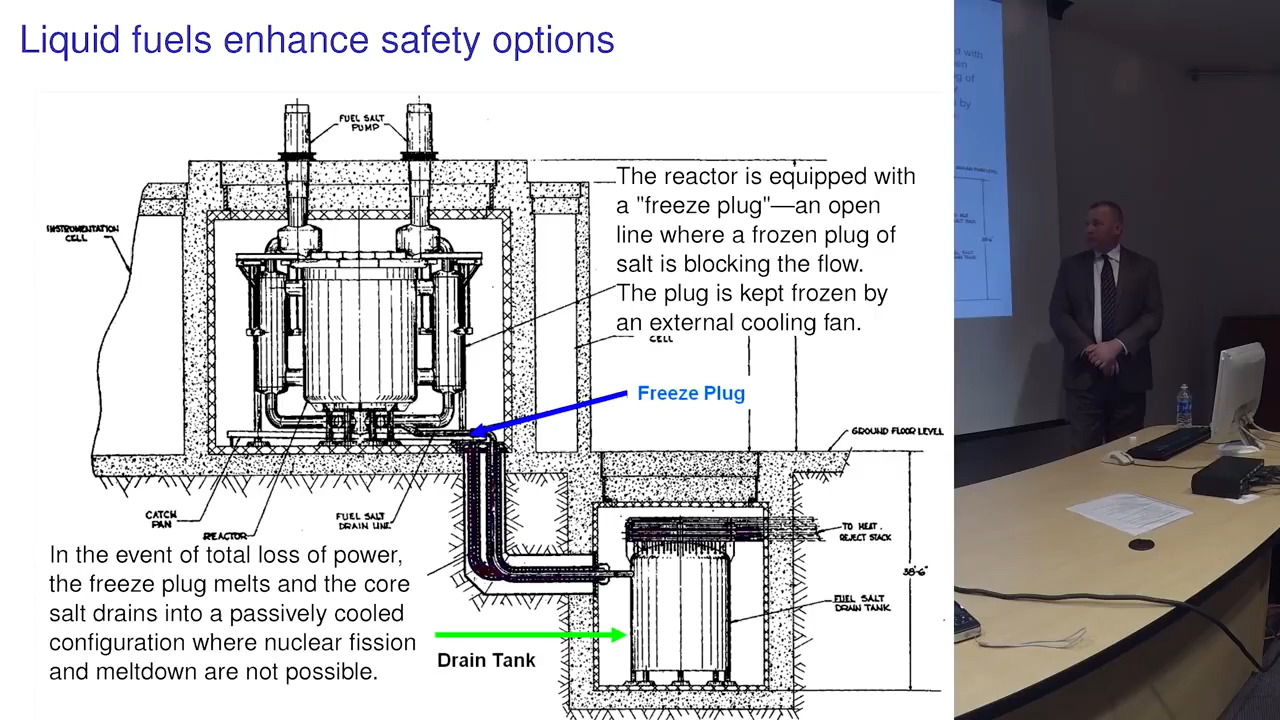 Liquid fuels enhance safety options
FUEL SALT
PUMP
The reactor is equipped with
a "freeze plug"—an open
line where a frozen plug of
salt is blocking the flow.
The plug is kept frozen by
an external cooling fan.
INSTRUMENTATION
CELL
CELL
Freeze Plug
GROUND FLOOR LEVEL
CATCH
PAN
REACTOR
FUEL SALT
DRAIN LINE
TO HEAT
REJECT STACK
38'-6"
FUEL SALT
DRAIN TANK
In the event of total loss of power,
the freeze plug melts and the core
salt drains into a passively cooled
configuration where nuclear fission
and meltdown are not possible.
Drain Tank